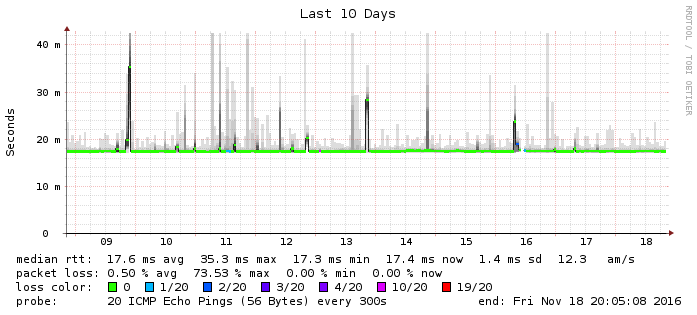 Last 10 Days
RRDTOOL / TOBI OETIKER
Seconds
40 m
30 m
20 m
10 m
0
09 10 11 12 13 14 15 16 17 18
median rtt: 17.6 ms avg 35.3 ms max 17.3 ms min 17.4 ms now 1.4 ms sd 12.3 am/s
packet loss: 0.50 % avg 73.53 % max 0.00 % min 0.00 % now
loss color: 0 1/20 2/20 3/20 4/20 10/20 19/20
probe: 20 ICMP Echo Pings (56 Bytes) every 300s end: Fri Nov 18 20:05:08 2016